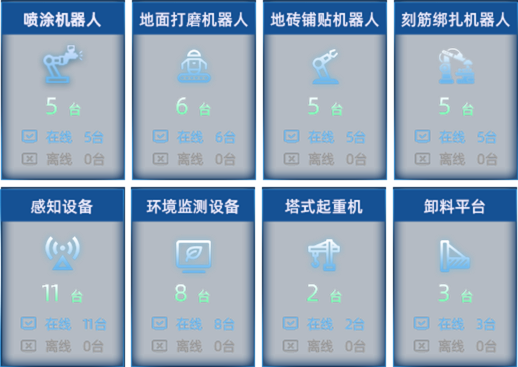 喷涂机器人 地面打磨机器人 地砖铺贴机器人 刻筋绑扎机器人
5 台 6 台 5 台 5 台
在线 5台 在线 6台 在线 5台 在线 5台
离线 0台 离线 0台 离线 0台 离线 0台
感知设备 环境监测设备 塔式起重机 卸料平台
11 台 8 台 2 台 3 台
在线 11台 在线 8台 在线 2台 在线 3台
离线 0台 离线 0台 离线 0台 离线 0台